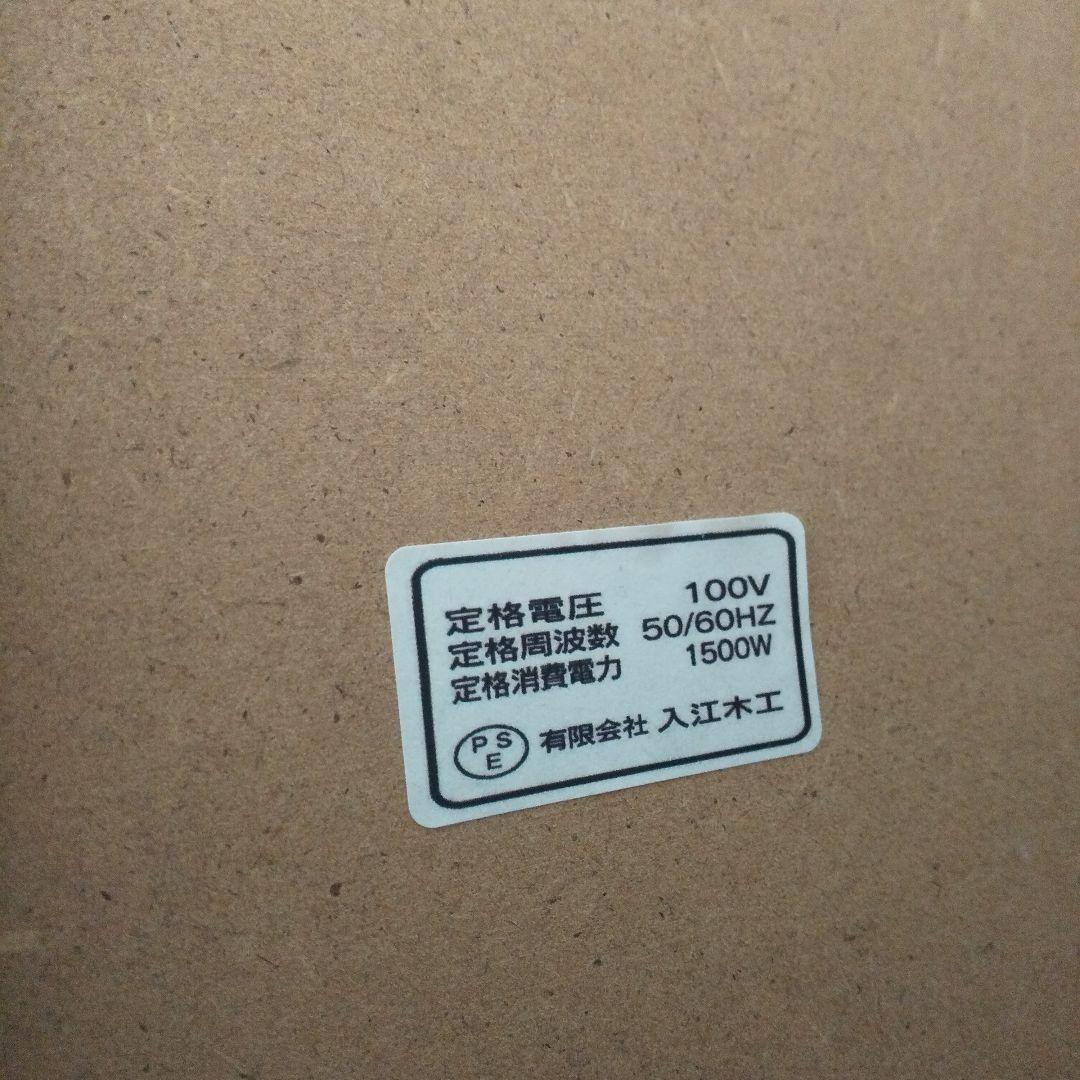 定格電圧 100V
定格周波数 50/60HZ
定格消費電力 1500W
PSE 有限会社 入江木工